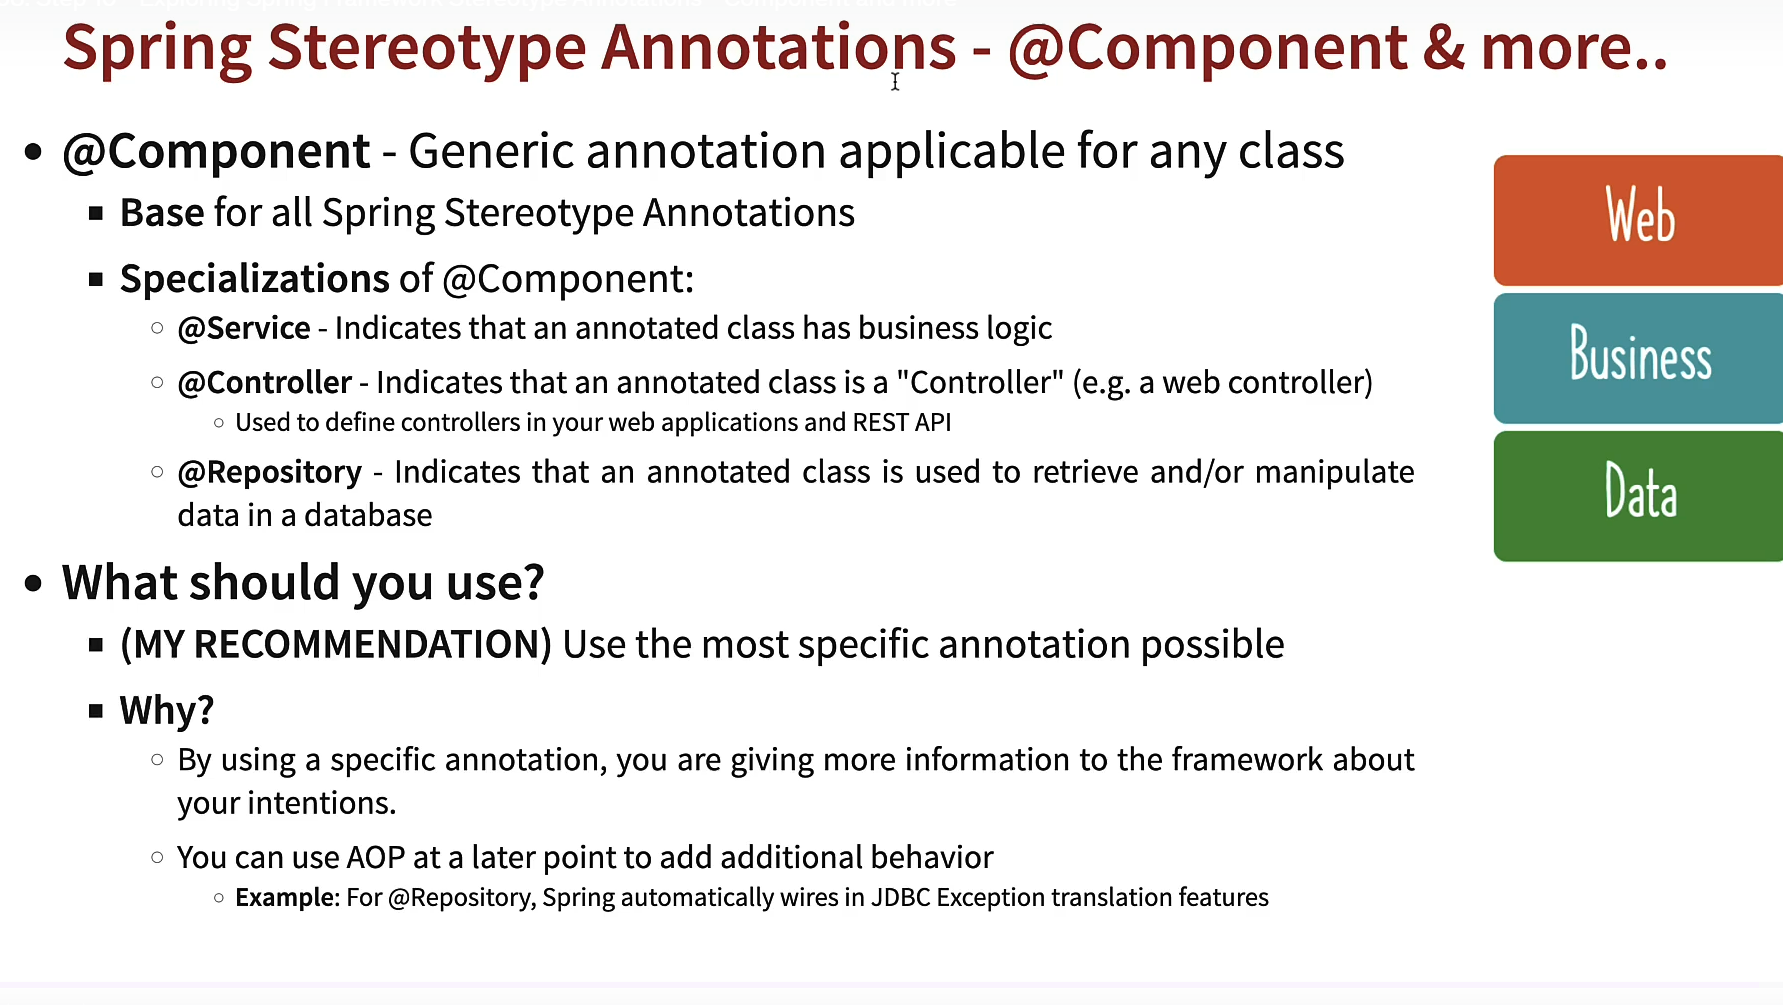 Spring Stereotype Annotations - @Component & more..
• @Component - Generic annotation applicable for any class
▪ Base for all Spring Stereotype Annotations
▪ Specializations of @Component:
○ @Service - Indicates that an annotated class has business logic
○ @Controller - Indicates that an annotated class is a "Controller" (e.g. a web controller)
○ Used to define controllers in your web applications and REST API
○ @Repository - Indicates that an annotated class is used to retrieve and/or manipulate
data in a database
• What should you use?
▪ (MY RECOMMENDATION) Use the most specific annotation possible
▪ Why?
○ By using a specific annotation, you are giving more information to the framework about
your intentions.
○ You can use AOP at a later point to add additional behavior
○ Example: For @Repository, Spring automatically wires in JDBC Exception translation features
Web
Business
Data